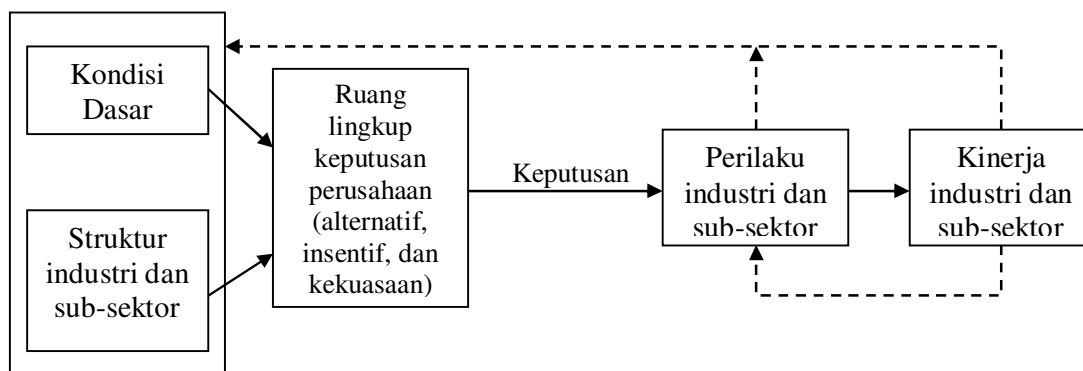 Kondisi
Dasar
Struktur
industri dan
sub-sektor
Ruang
lingkup
keputusan
perusahaan
(alternatif,
insentif, dan
kekuasaan)
Keputusan
Perilaku
industri dan
sub-sektor
Kinerja
industri dan
sub-sektor